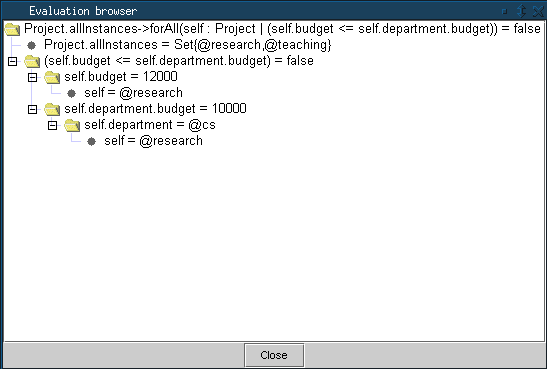 Evaluation browser
Project.allInstances->forAll(self : Project | (self.budget <= self.department.budget)) = false
Project.allInstances = Set{@research,@teaching}
(self.budget <= self.department.budget) = false
self.budget = 12000
self = @research
self.department.budget = 10000
self.department = @cs
self = @research
Close